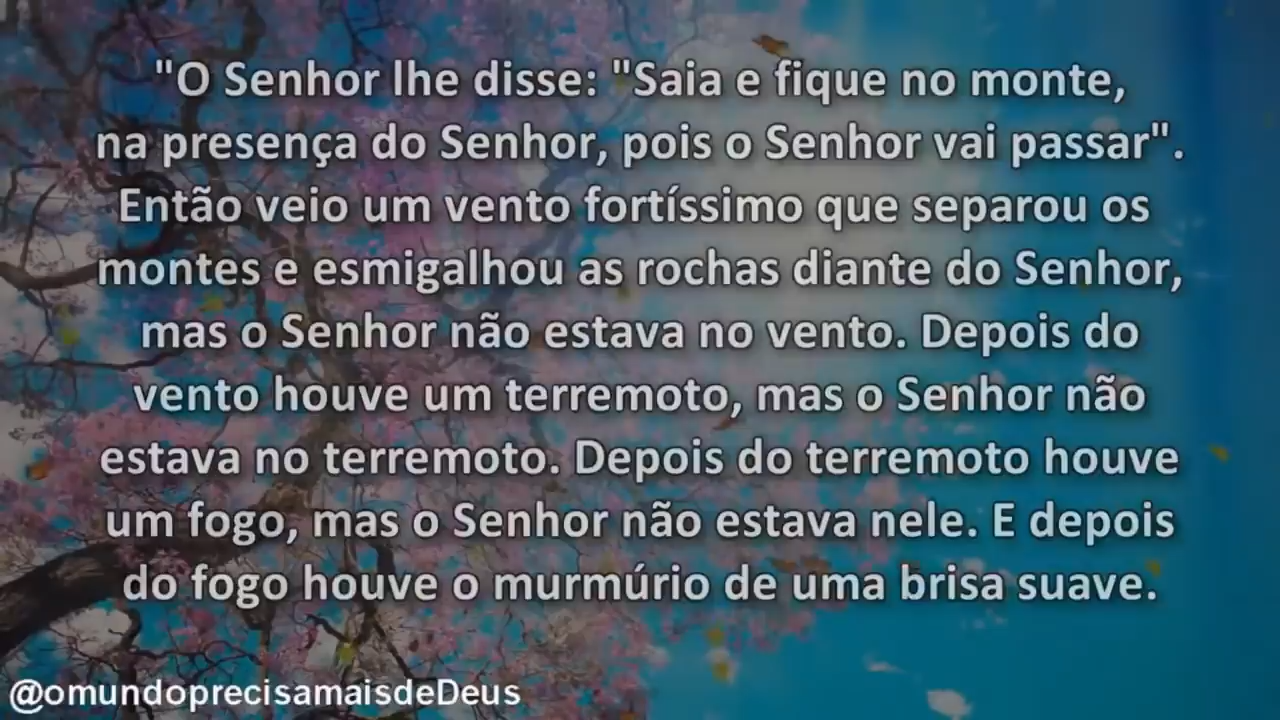 "O Senhor lhe disse: "Saia e fique no monte,
na presença do Senhor, pois o Senhor vai passar".
Então veio um vento fortíssimo que separou os
montes e esmigalhou as rochas diante do Senhor,
mas o Senhor não estava no vento. Depois do
vento houve um terremoto, mas o Senhor não
estava no terremoto. Depois do terremoto houve
um fogo, mas o Senhor não estava nele. E depois
do fogo houve o murmúrio de uma brisa suave.
@omundoprecisamaisdeDeus